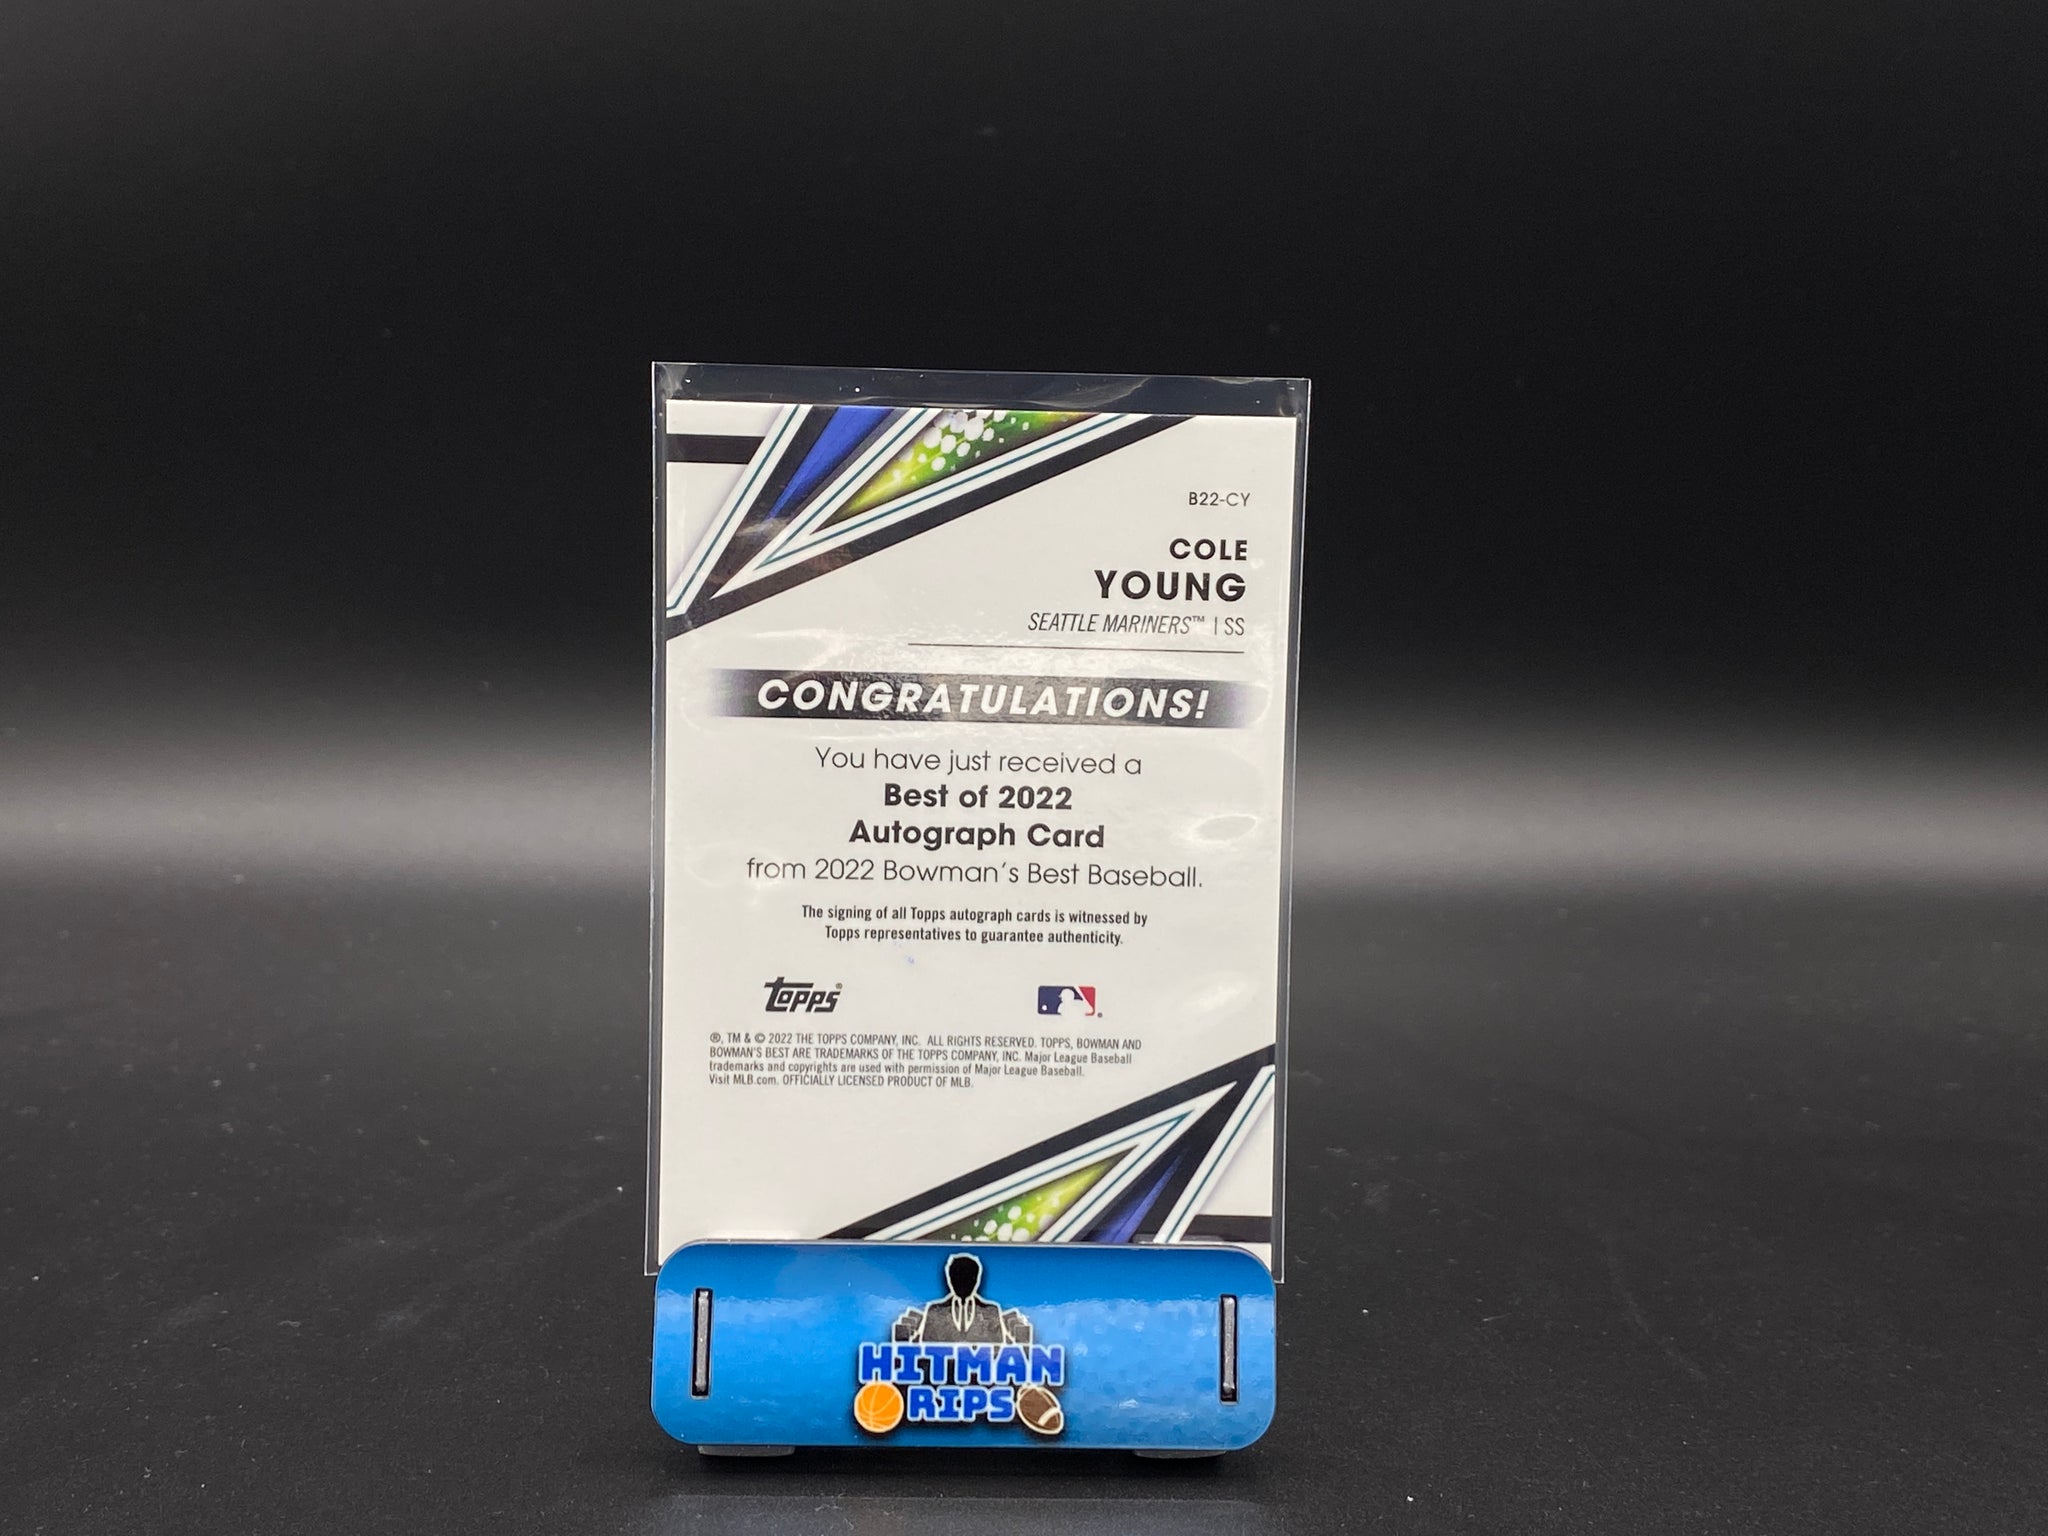 B22-CY
COLE
YOUNG
SEATTLE MARINERS™ | SS
CONGRATULATIONS!
You have just received a
Best of 2022
Autograph Card
from 2022 Bowman's Best Baseball.
The signing of all Topps autograph cards is witnessed by
Topps representatives to guarantee authenticity.
topps®
®, TM & © 2022 THE TOPPS COMPANY, INC. ALL RIGHTS RESERVED. TOPPS, BOWMAN AND
BOWMAN'S BEST ARE TRADEMARKS OF THE TOPPS COMPANY, INC. Major League Baseball
trademarks and copyrights are used with permission of Major League Baseball.
Visit MLB.com. OFFICIALLY LICENSED PRODUCT OF MLB.
HITMAN
RIPS